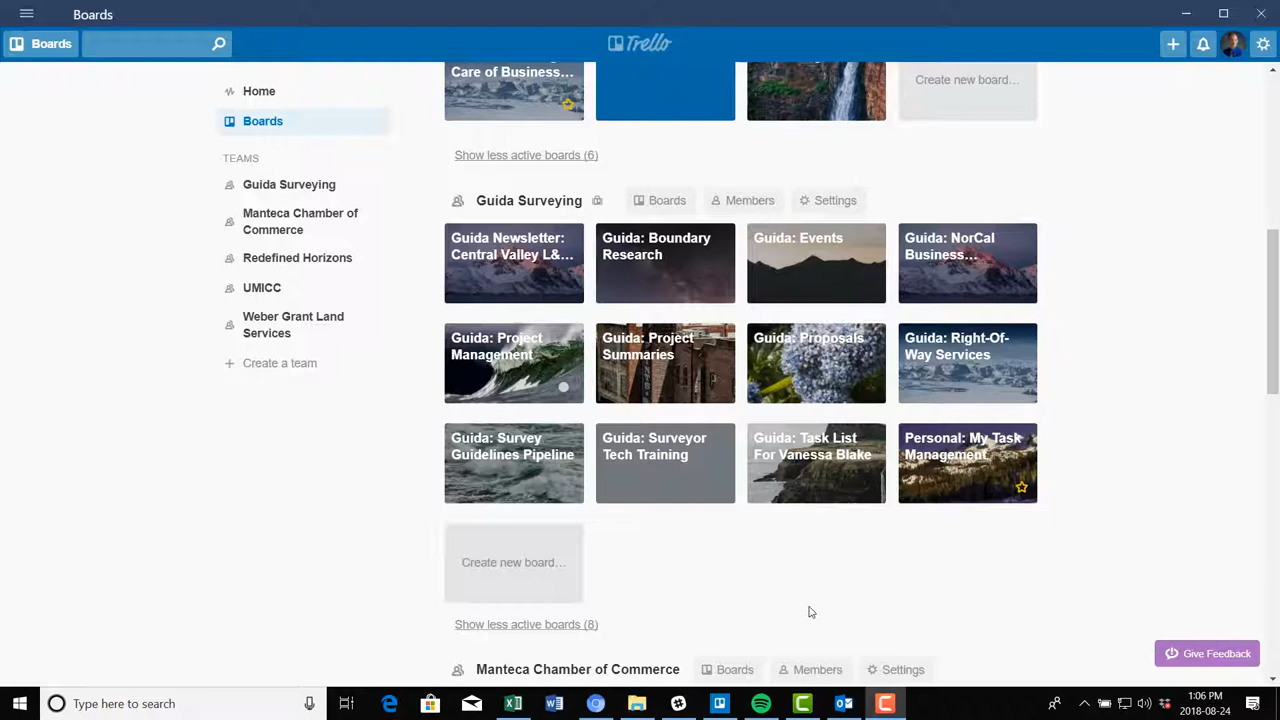 Boards
Boards
Trello
Care of Business…
Create new board…
Home
Boards
TEAMS
Guida Surveying
Manteca Chamber of
Commerce
Redefined Horizons
UMICC
Weber Grant Land
Services
Create a team
Show less active boards (6)
Guida Surveying
Boards
Members
Settings
Guida Newsletter:
Central Valley L&…
Guida: Boundary
Research
Guida: Events
Guida: NorCal
Business…
Guida: Project
Management
Guida: Project
Summaries
Guida: Proposals
Guida: Right-Of-
Way Services
Guida: Survey
Guidelines Pipeline
Guida: Surveyor
Tech Training
Guida: Task List
For Vanessa Blake
Personal: My Task
Management
Create new board…
Show less active boards (8)
Manteca Chamber of Commerce
Boards
Members
Settings
Give Feedback
Type here to search
1:06 PM
2018-08-24